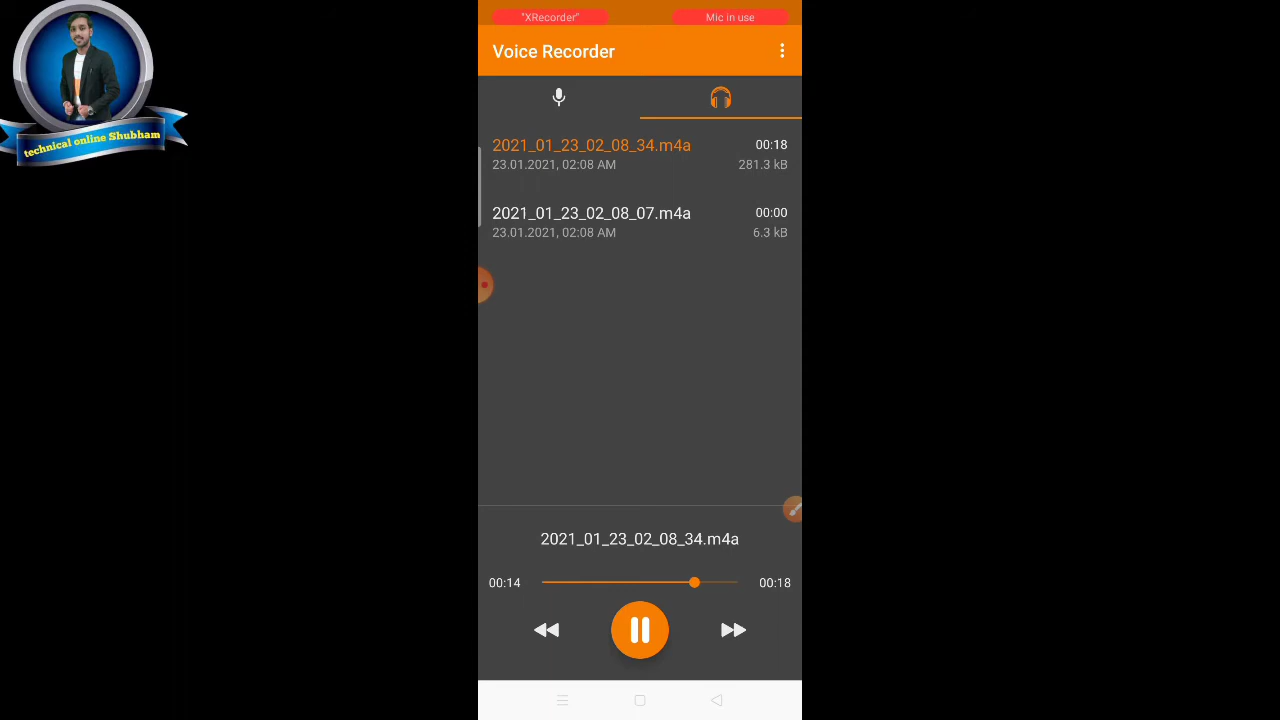 technical online Shubham
"XRecorder"
Mic in use
Voice Recorder
2021_01_23_02_08_34.m4a
00:18
23.01.2021, 02:08 AM
281.3 kB
2021_01_23_02_08_07.m4a
00:00
23.01.2021, 02:08 AM
6.3 kB
2021_01_23_02_08_34.m4a
00:14
00:18